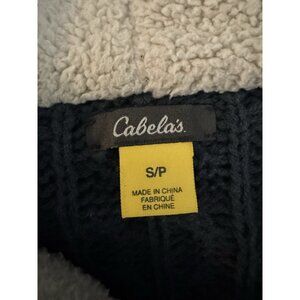 Cabela's
S/P
MADE IN CHINA
FABRIQUÉ
EN CHINE